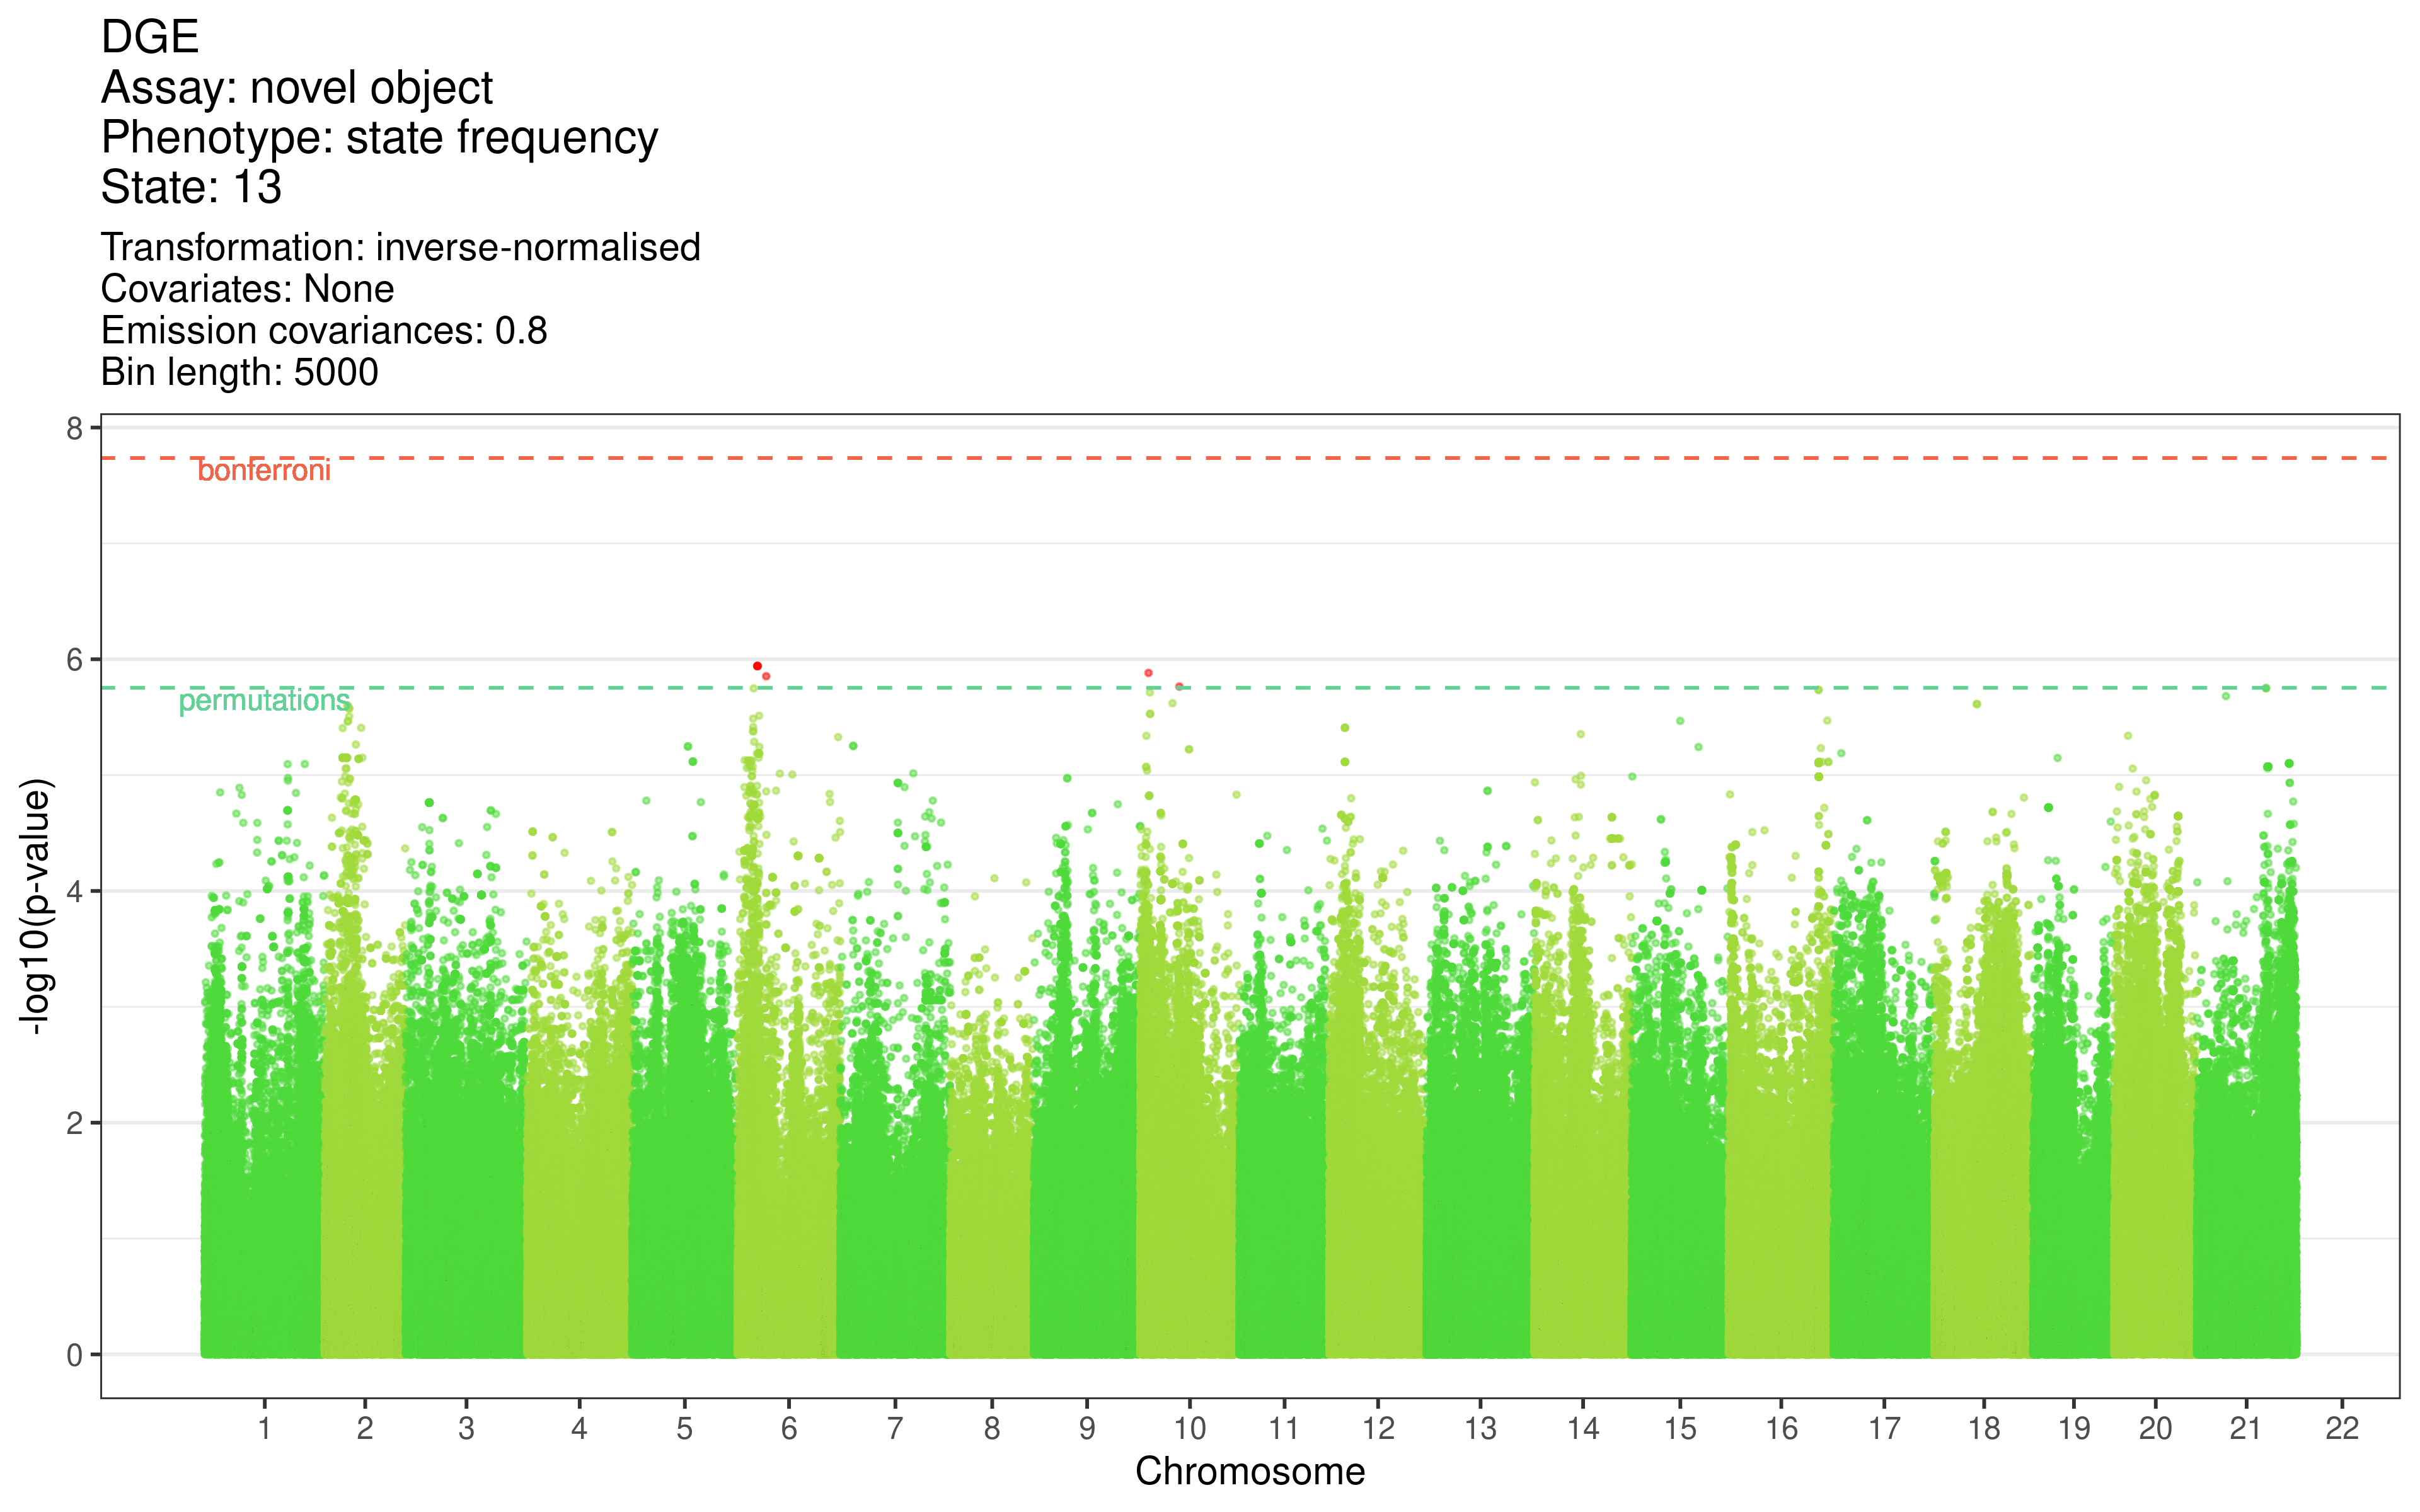 DGE
Assay: novel object
Phenotype: state frequency
State: 13
Transformation: inverse-normalised
Covariates: None
Emission covariances: 0.8
Bin length: 5000
8
bonferroni
6
permutations
4
2
0
-log10(p-value)
1 2 3 4 5 6 7 8 9 10 11 12 13 14 15 16 17 18 19 20 21 22
Chromosome